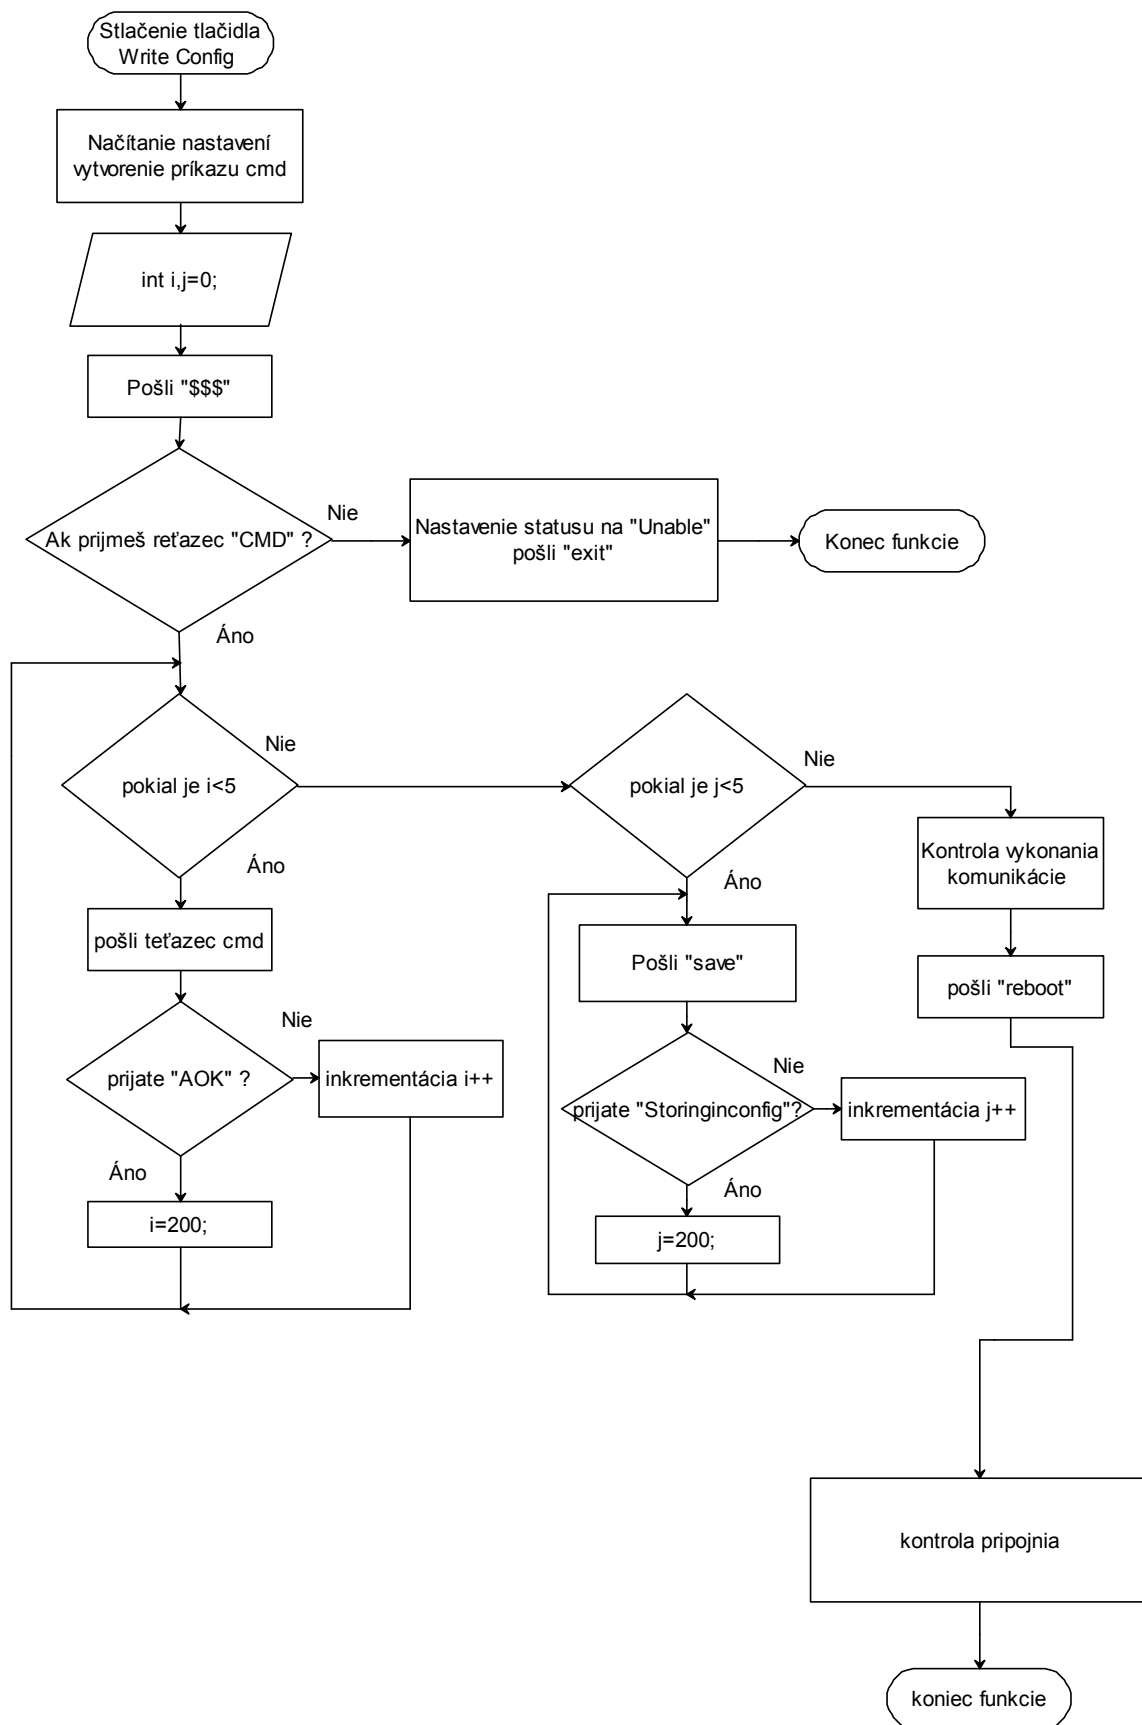 Stlačenie tlačidla
Write Config
Načítanie nastavení
vytvorenie príkazu cmd
int i,j=0;
Pošli "$$$"
Ak prijmeš reťazec "CMD" ?
Nie
Nastavenie statusu na "Unable"
pošli "exit"
Konec funkcie
Áno
pokial je i<5
Nie
pokial je j<5
Nie
Áno
Áno
Kontrola vykonania
komunikácie
pošli teťazec cmd
Pošli "save"
pošli "reboot"
prijate "AOK" ?
Nie
inkrementácia i++
prijate "Storinginconfig"?
Nie
inkrementácia j++
Áno
Áno
i=200;
j=200;
kontrola pripojnia
koniec funkcie